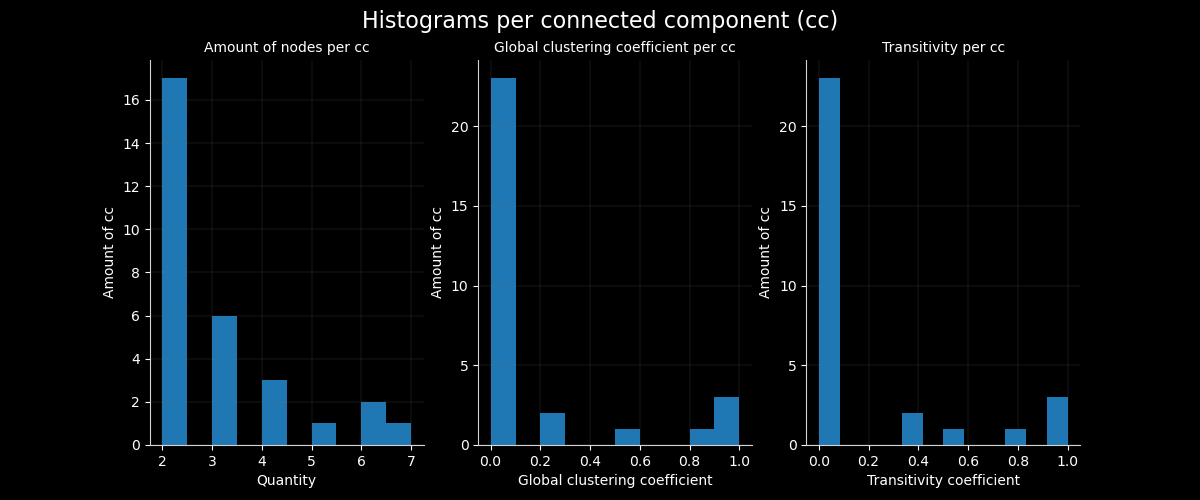 Histograms per connected component (cc)
Amount of nodes per cc
Global clustering coefficient per cc
Transitivity per cc
Amount of cc
16
14
12
10
8
6
4
2
0
2 3 4 5 6 7
Quantity
Amount of cc
20
15
10
5
0
0.0 0.2 0.4 0.6 0.8 1.0
Global clustering coefficient
Amount of cc
20
15
10
5
0
0.0 0.2 0.4 0.6 0.8 1.0
Transitivity coefficient